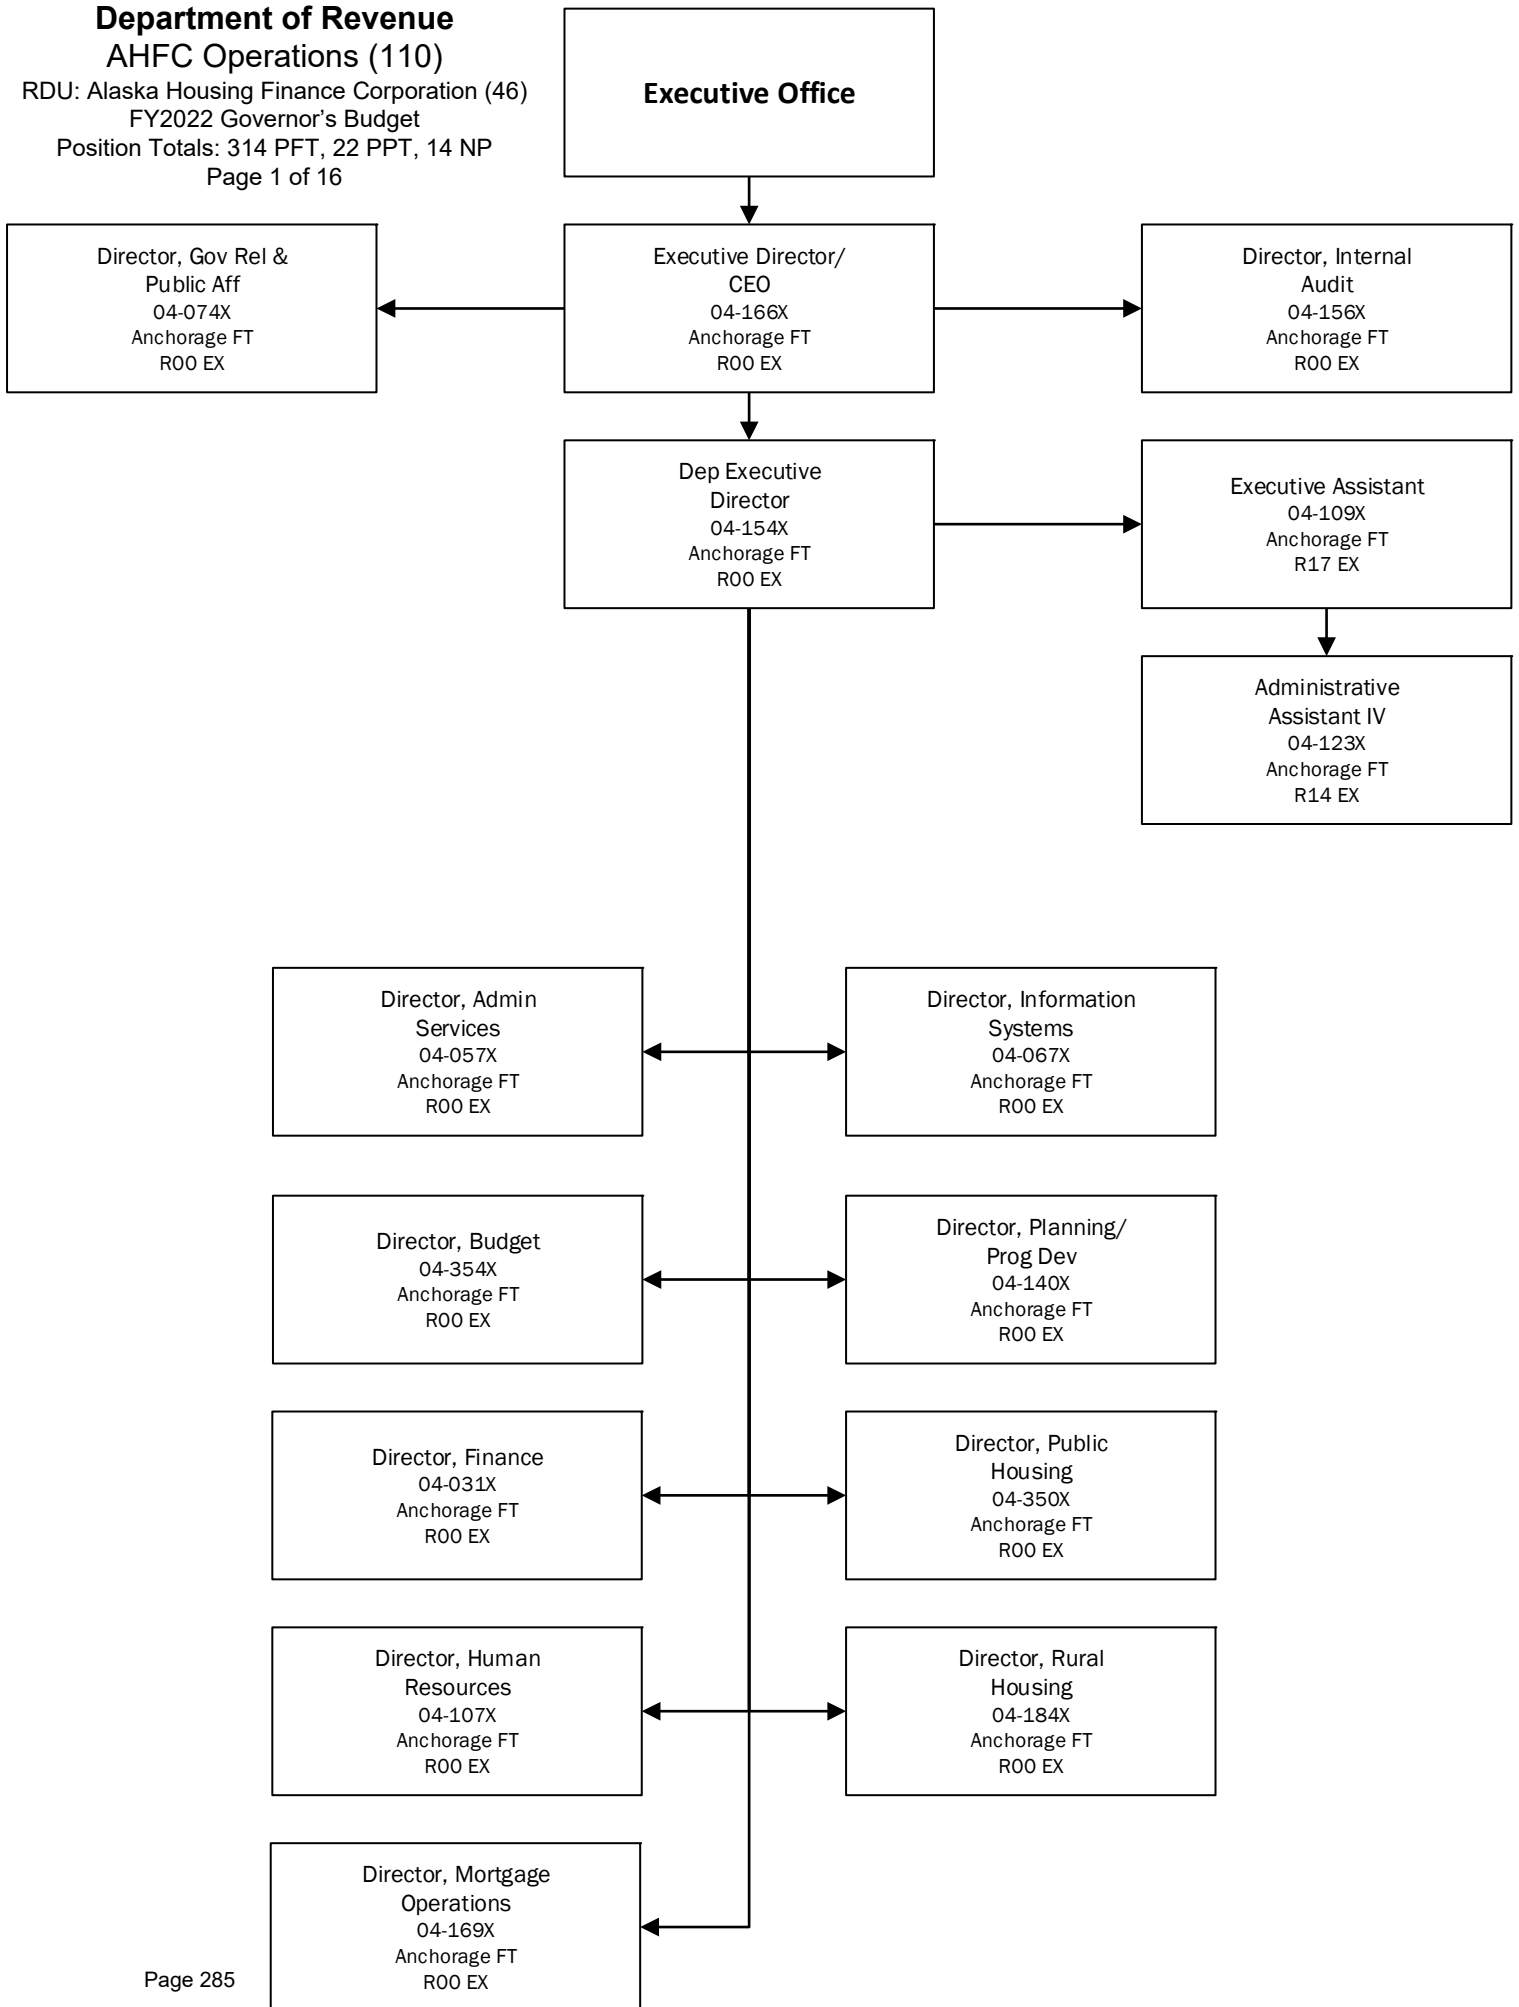 Department of Revenue
AHFC Operations (110)
RDU: Alaska Housing Finance Corporation (46)
FY2022 Governor's Budget
Position Totals: 314 PFT, 22 PPT, 14 NP
Page 1 of 16
Executive Office
Director, Gov Rel &
Public Aff
04-074X
Anchorage FT
R00 EX
Executive Director/
CEO
04-166X
Anchorage FT
R00 EX
Director, Internal
Audit
04-156X
Anchorage FT
R00 EX
Dep Executive
Director
04-154X
Anchorage FT
R00 EX
Executive Assistant
04-109X
Anchorage FT
R17 EX
Administrative
Assistant IV
04-123X
Anchorage FT
R14 EX
Director, Admin
Services
04-057X
Anchorage FT
R00 EX
Director, Information
Systems
04-067X
Anchorage FT
R00 EX
Director, Budget
04-354X
Anchorage FT
R00 EX
Director, Planning/
Prog Dev
04-140X
Anchorage FT
R00 EX
Director, Finance
04-031X
Anchorage FT
R00 EX
Director, Public
Housing
04-350X
Anchorage FT
R00 EX
Director, Human
Resources
04-107X
Anchorage FT
R00 EX
Director, Rural
Housing
04-184X
Anchorage FT
R00 EX
Director, Mortgage
Operations
04-169X
Anchorage FT
R00 EX
Page 285